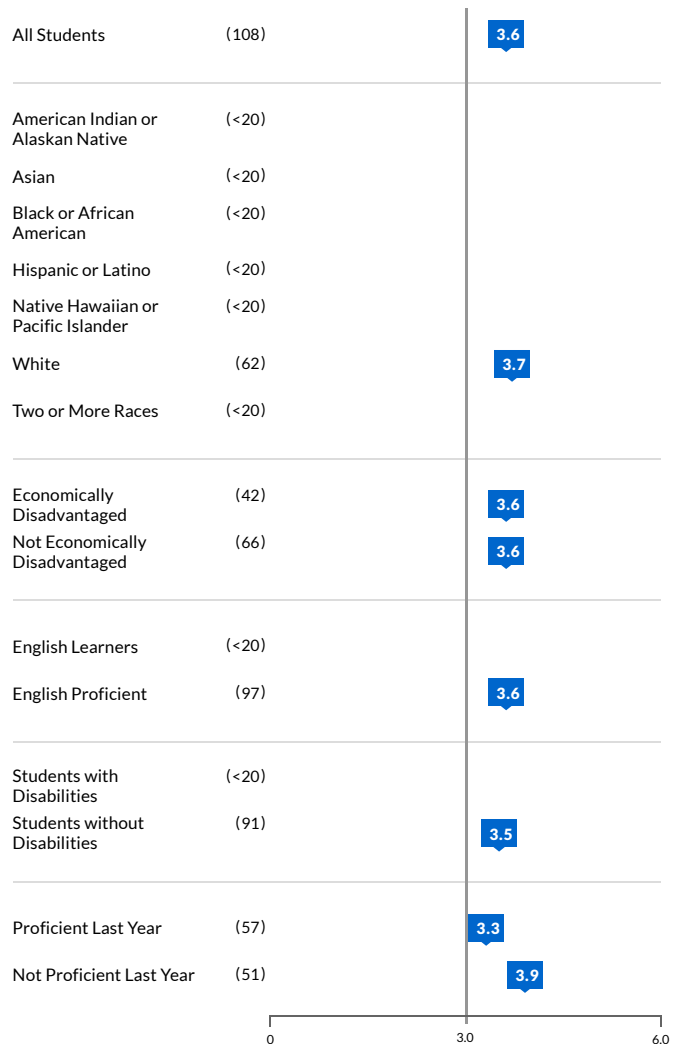 All Students (108) 3.6
American Indian or (<20)
Alaskan Native
Asian (<20)
Black or African (<20)
American
Hispanic or Latino (<20)
Native Hawaiian or (<20)
Pacific Islander
White (62) 3.7
Two or More Races (<20)
Economically (42) 3.6
Disadvantaged
Not Economically (66) 3.6
Disadvantaged
English Learners (<20)
English Proficient (97) 3.6
Students with (<20)
Disabilities
Students without (91) 3.5
Disabilities
Proficient Last Year (57) 3.3
Not Proficient Last Year (51) 3.9
0 3.0 6.0